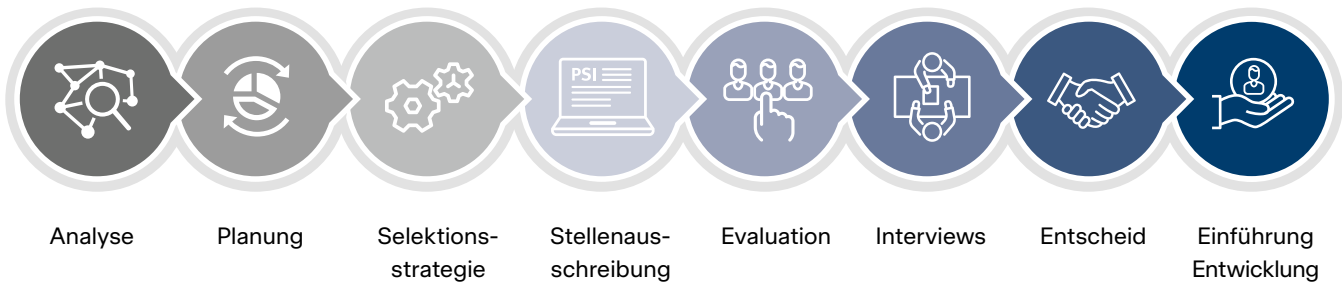 PSI
Analyse
Planung
Selektions-
strategie
Stellenaus-
schreibung
Evaluation
Interviews
Entscheid
Einführung
Entwicklung